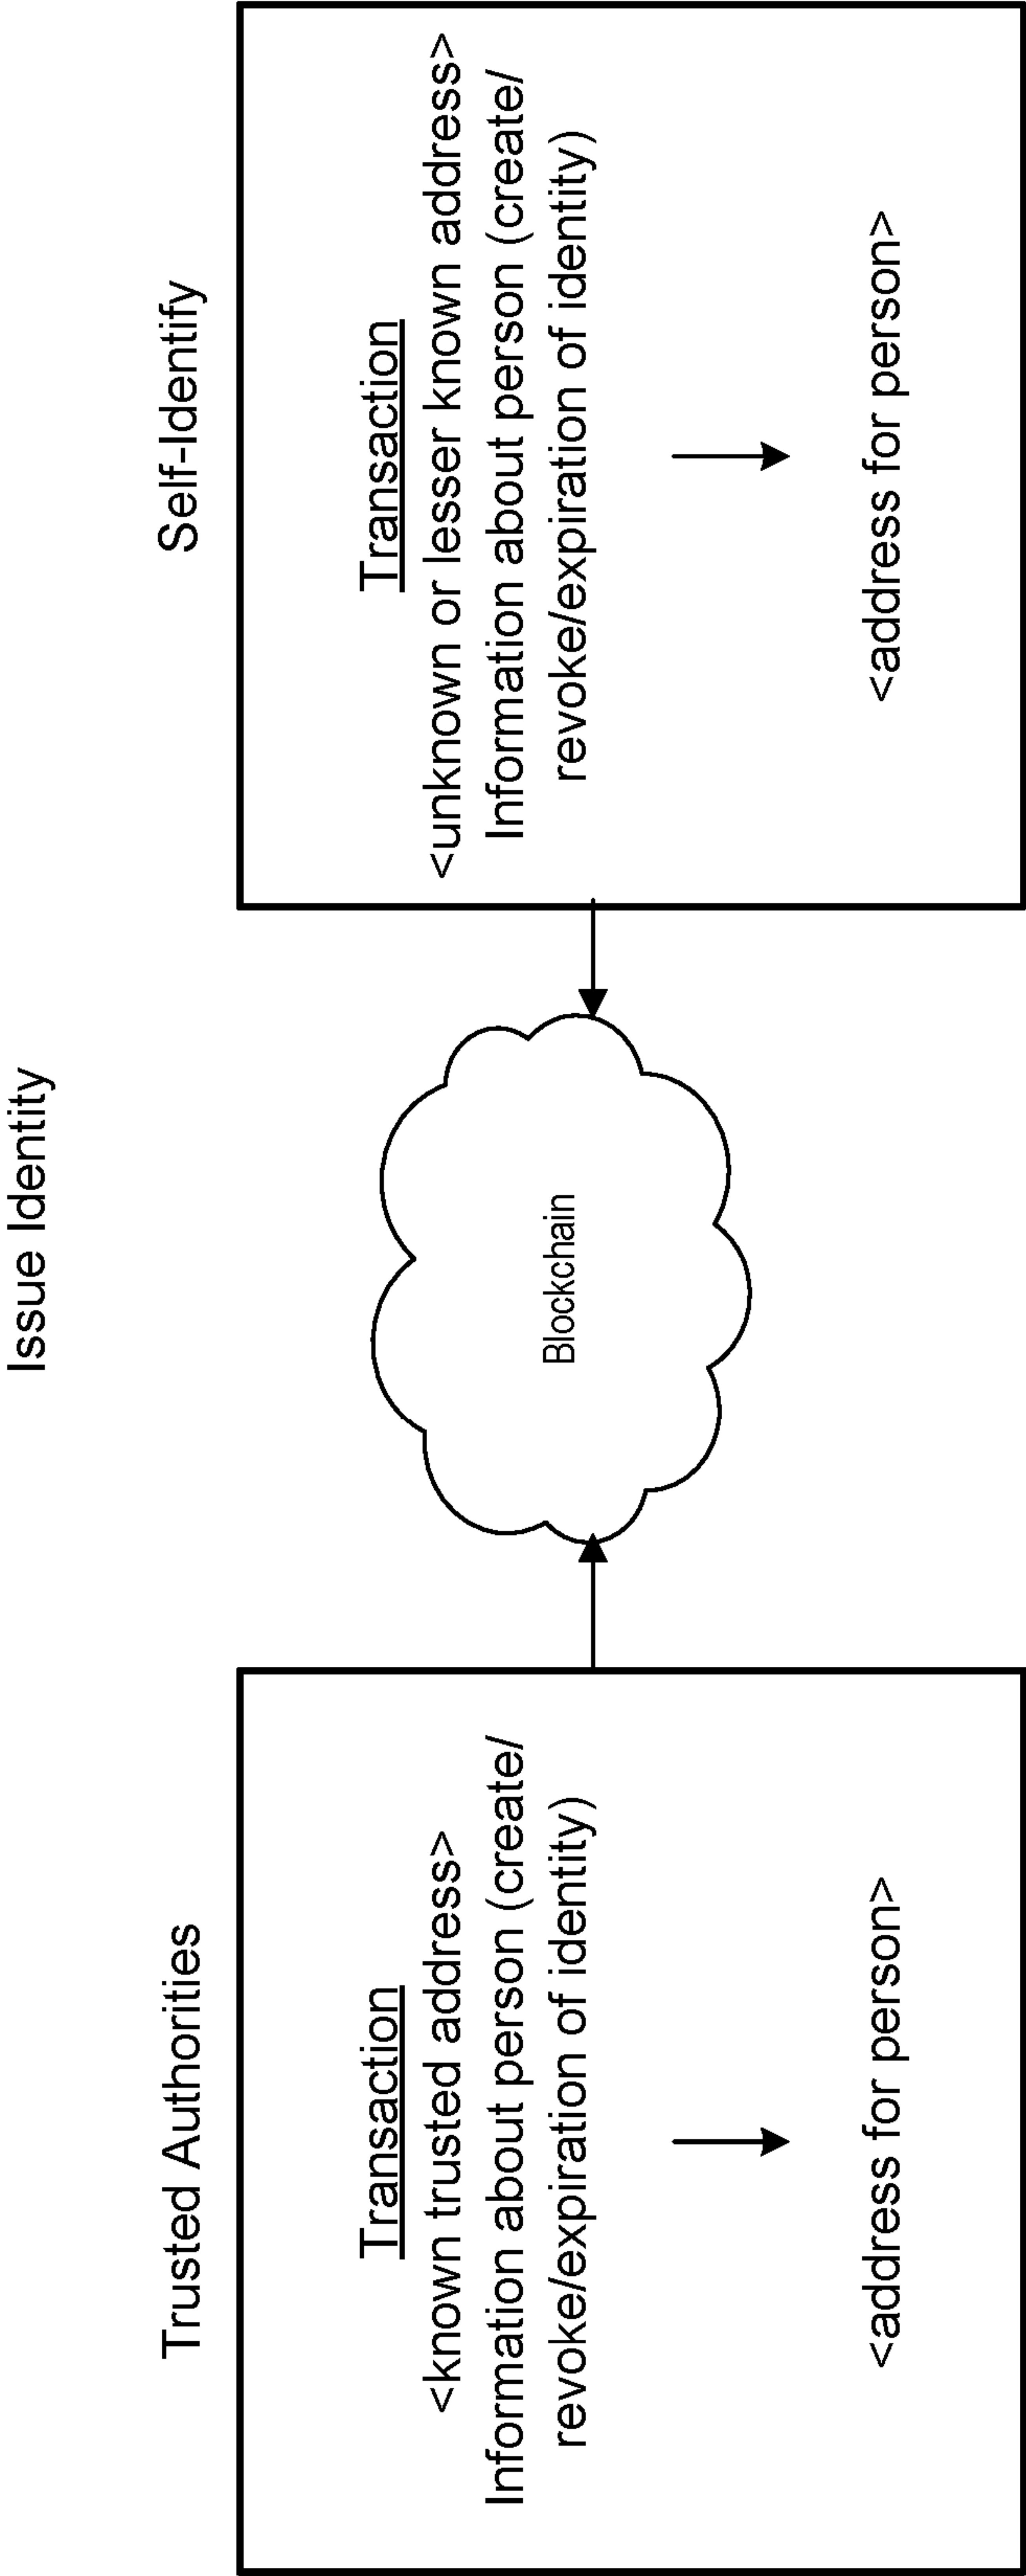 Issue Identity
Trusted Authorities
Transaction
<known trusted address>
Information about person (create/
revoke/expiration of identity)
<address for person>
Blockchain
Self-Identify
Transaction
<unknown or lesser known address>
Information about person (create/
revoke/expiration of identity)
<address for person>